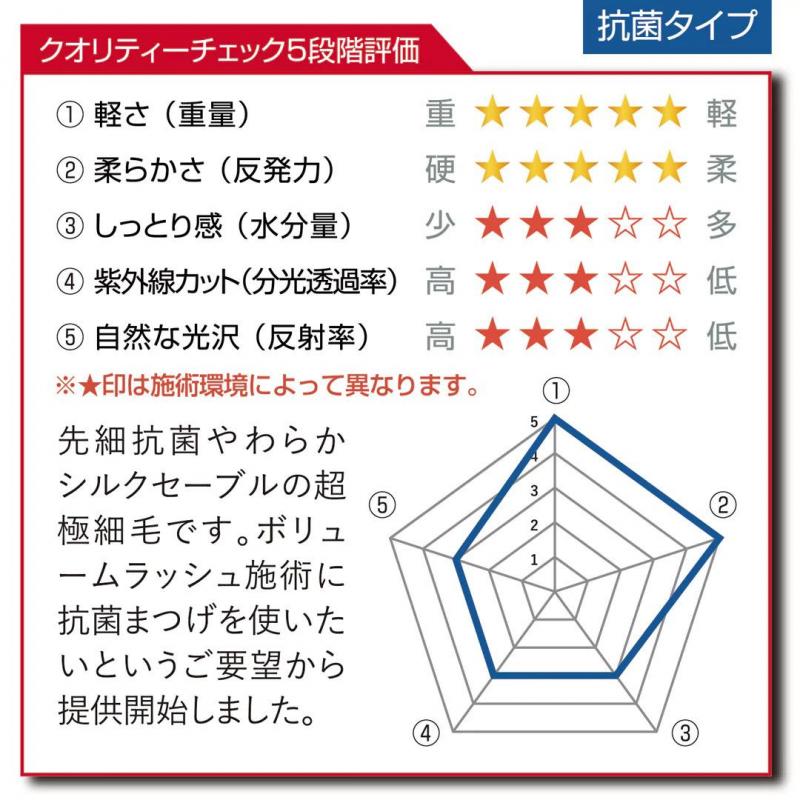 抗菌タイプ
クオリティーチェック5段階評価
① 軽さ（重量） 重 ★★★★★ 軽
② 柔らかさ（反発力） 硬 ★★★★★ 柔
③ しっとり感（水分量） 少 ★★★☆☆ 多
④ 紫外線カット（分光透過率） 高 ★★★☆☆ 低
⑤ 自然な光沢（反射率） 高 ★★★☆☆ 低
※★印は施術環境によって異なります。
先細抗菌やわらか
シルクセーブルの超
極細毛です。ボリュ
ームラッシュ施術に
抗菌まつげを使いた
いというご要望から
提供開始しました。
①
5
4
3
2
1
⑤
②
④
③